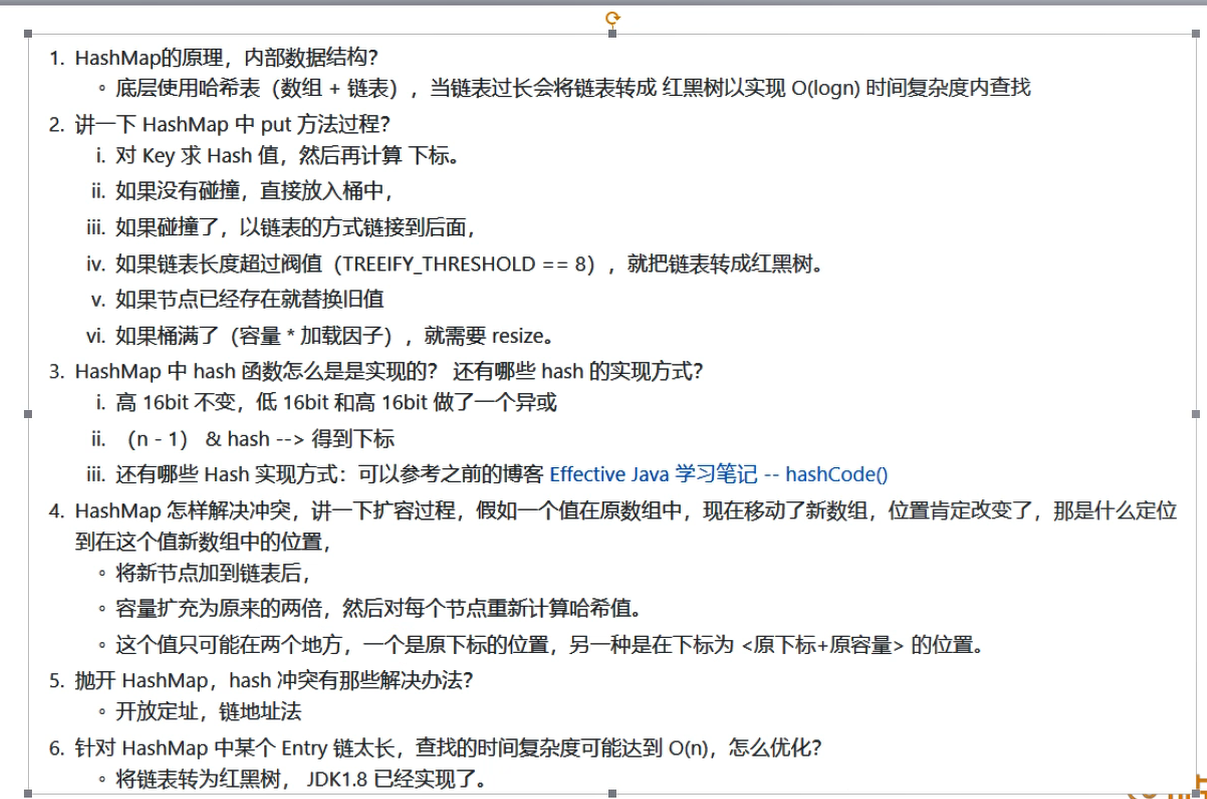 1. HashMap的原理，内部数据结构？
◦ 底层使用哈希表（数组 + 链表），当链表过长会将链表转成 红黑树以实现 O(logn) 时间复杂度内查找
2. 讲一下 HashMap 中 put 方法过程？
i. 对 Key 求 Hash 值，然后再计算 下标。
ii. 如果没有碰撞，直接放入桶中，
iii. 如果碰撞了，以链表的方式链接到后面，
iv. 如果链表长度超过阀值（TREEIFY_THRESHOLD == 8），就把链表转成红黑树。
v. 如果节点已经存在就替换旧值
vi. 如果桶满了（容量 * 加载因子），就需要 resize。
3. HashMap 中 hash 函数怎么是是实现的？ 还有哪些 hash 的实现方式？
i. 高 16bit 不变，低 16bit 和高 16bit 做了一个异或
ii. （n - 1） & hash --> 得到下标
iii. 还有哪些 Hash 实现方式：可以参考之前的博客 Effective Java 学习笔记 -- hashCode()
4. HashMap 怎样解决冲突，讲一下扩容过程，假如一个值在原数组中，现在移动了新数组，位置肯定改变了，那是什么定位
到在这个值新数组中的位置，
◦ 将新节点加到链表后，
◦ 容量扩充为原来的两倍，然后对每个节点重新计算哈希值。
◦ 这个值只可能在两个地方，一个是原下标的位置，另一种是在下标为 <原下标+原容量> 的位置。
5. 抛开 HashMap，hash 冲突有那些解决办法？
◦ 开放定址，链地址法
6. 针对 HashMap 中某个 Entry 链太长，查找的时间复杂度可能达到 O(n)，怎么优化？
◦ 将链表转为红黑树， JDK1.8 已经实现了。